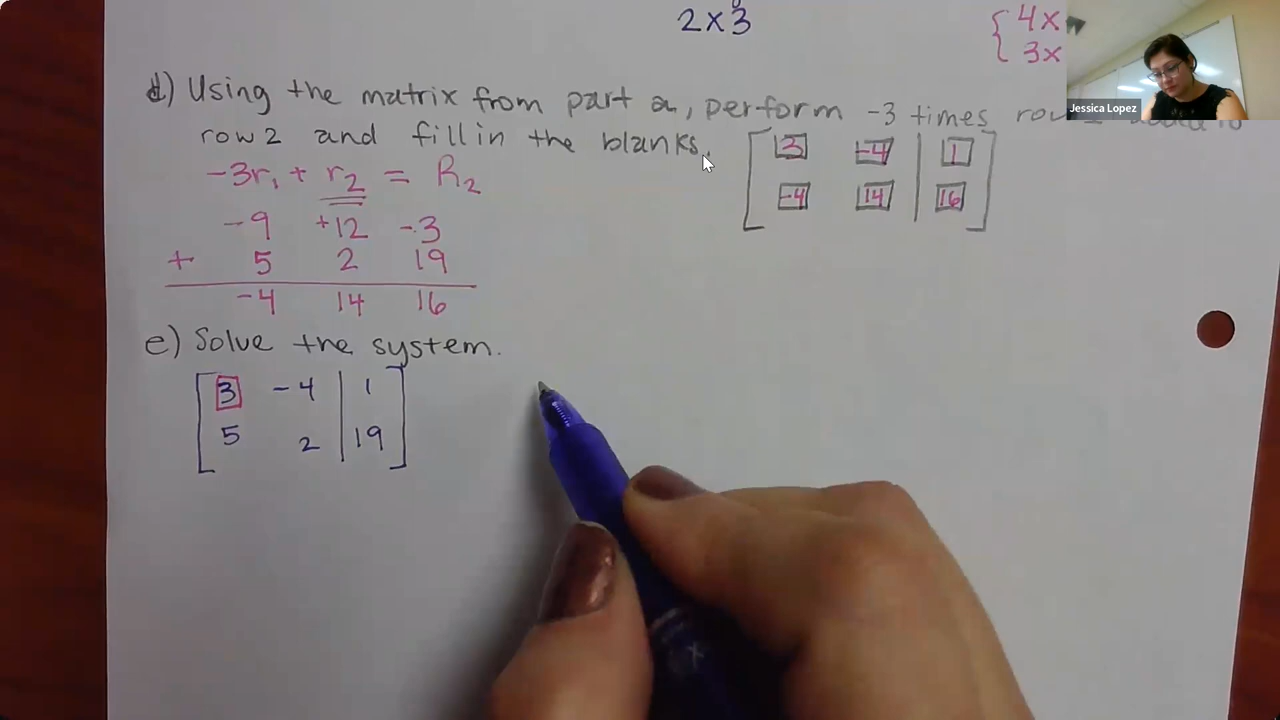 2x3
{ 4x
3x
Jessica Lopez
d) Using the matrix from part a, perform -3 times row
row 2 and fill in the blanks.
[ 3 -4 | 1 ]
[ -4 14 | 16 ]
-3r₁ + r₂ = R₂
-9 +12 -3
+ 5 2 19
-4 14 16
e) Solve the system.
[ 3 -4 | 1 ]
[ 5 2 | 19 ]